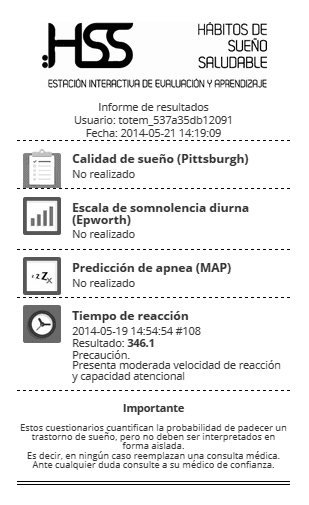 HSS
HÁBITOS DE
SUEÑO
SALUDABLE
ESTACIÓN INTERACTIVA DE EVALUACIÓN Y APRENDIZAJE
Informe de resultados
Usuario: totem_537a35db12091
Fecha: 2014-05-21 14:19:09
Calidad de sueño (Pittsburgh)
No realizado
Escala de somnolencia diurna
(Epworth)
No realizado
z z Zx
Predicción de apnea (MAP)
No realizado
Tiempo de reacción
2014-05-19 14:54:54 #108
Resultado: 346.1
Precaución.
Presenta moderada velocidad de reacción
y capacidad atencional
Importante
Estos cuestionarios cuantifican la probabilidad de padecer un
trastorno de sueño, pero no deben ser interpretados en
forma aislada.
Es decir, en ningún caso reemplazan una consulta médica.
Ante cualquier duda consulte a su médico de confianza.